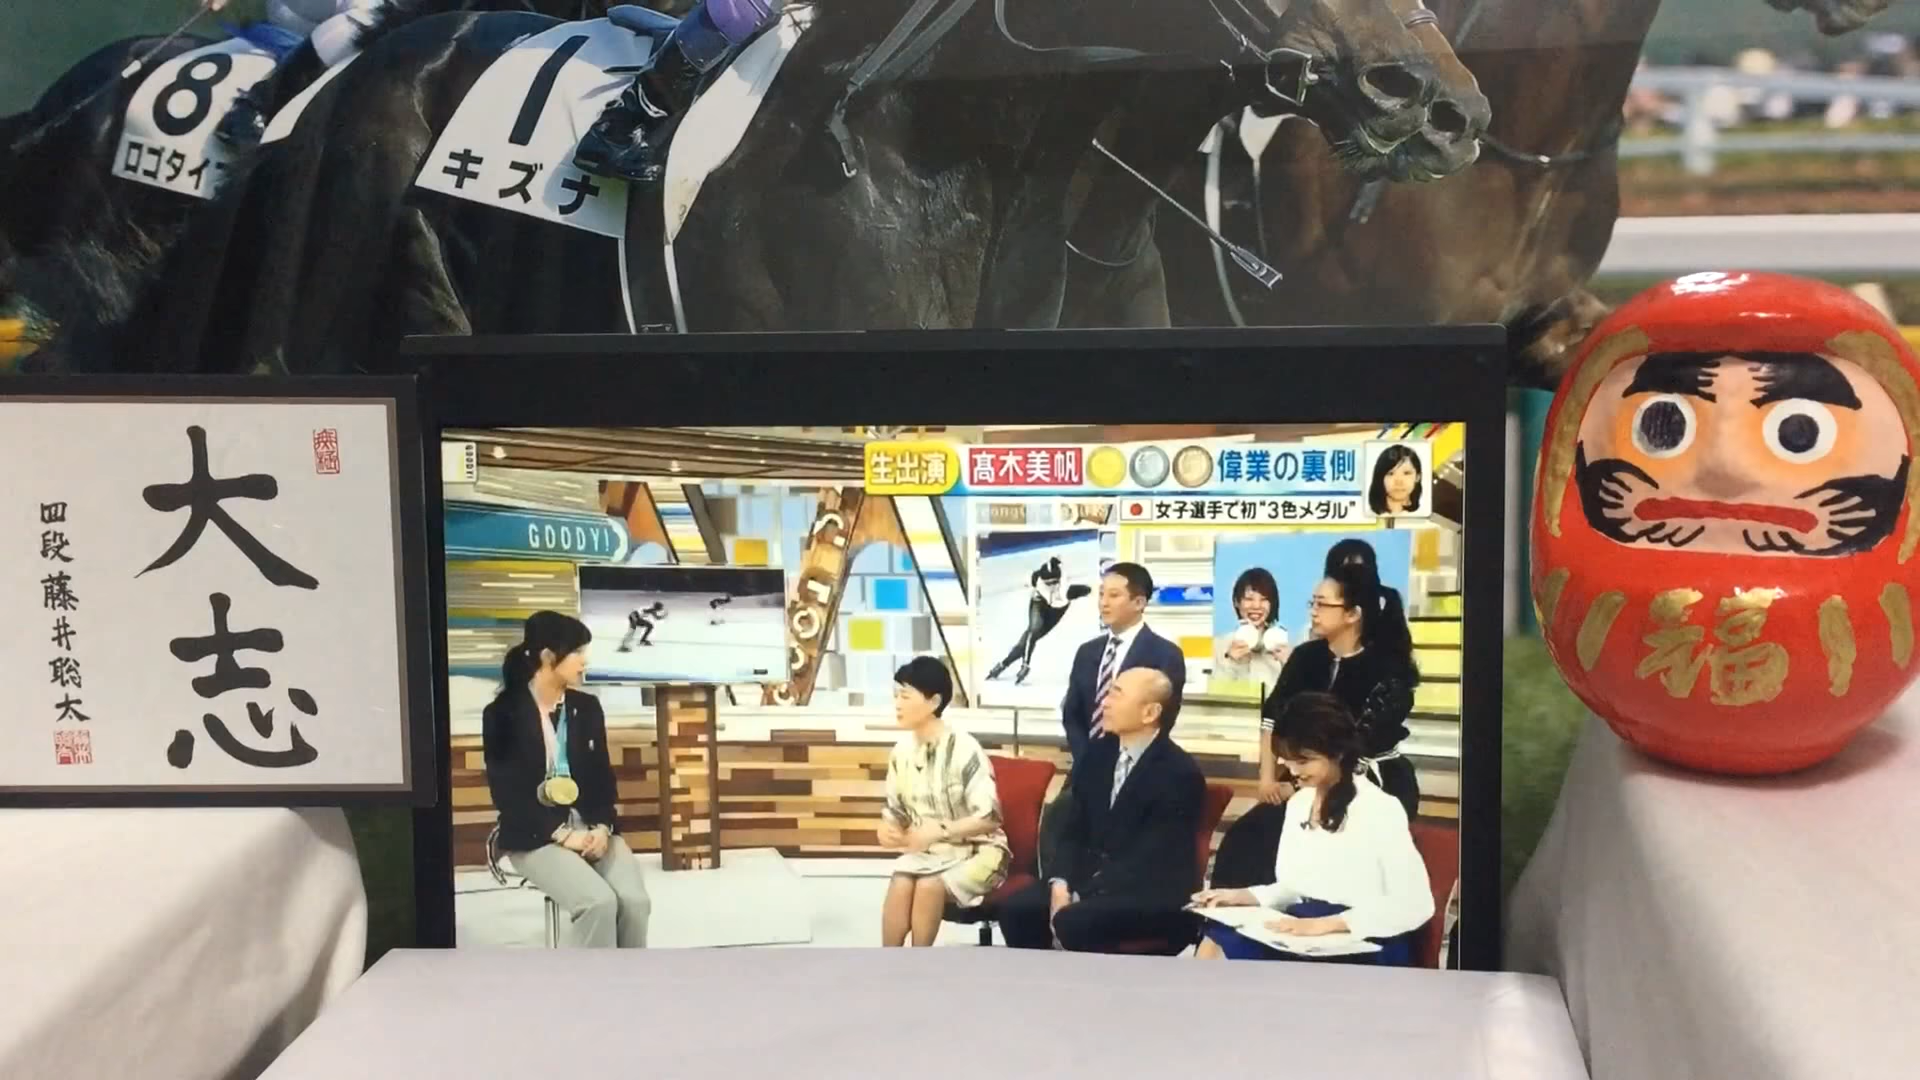 8
ロゴタイプ
1
キズナ
大志
四段 藤井聡太
GOODY!
生出演 髙木美帆 偉業の裏側
女子選手で初“3色メダル”
GOODY!
福